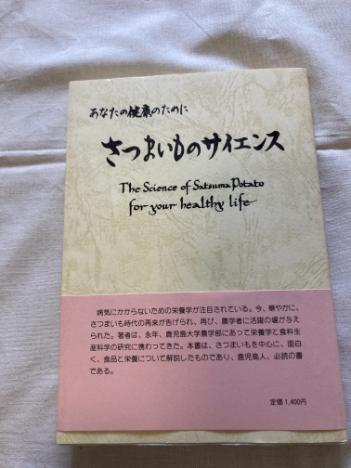 あなたの健康のために
さつまいものサイエンス
The Science of Satsuma Potato
for your healthy life
病気にかからないための栄養学が注目されている。今、華やかに、
さつまいも時代の再来が告げられ、再び、農学者に活躍の場が与え
られた。著者は、永年、鹿児島大学農学部にあって栄養学と食料生
産科学の研究に携わってきた。本書は、さつまいもを中心に、面白
く、食品と栄養について解説したものであり、鹿児島人、必読の書
である。
定価 1,400円